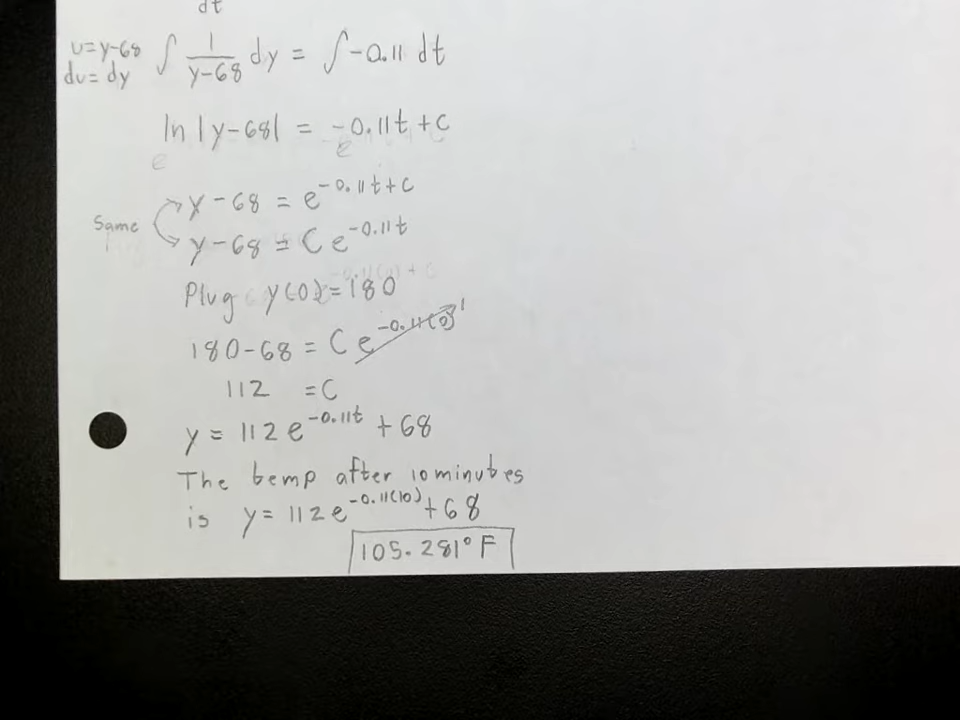 dt
u=y-68 ∫ 1/(y-68) dy = ∫-0.11 dt
du=dy
ln|y-68| = -0.11t+c
e e
y-68 = e^(-0.11t+c)
Same
y-68 = Ce^(-0.11t)
Plug y(0)=180
180-68 = Ce^(-0.11(0)) 1
112 =C
y = 112e^(-0.11t) +68
The temp after 10 minutes
is y=112e^(-0.11(10))+68
105.281°F